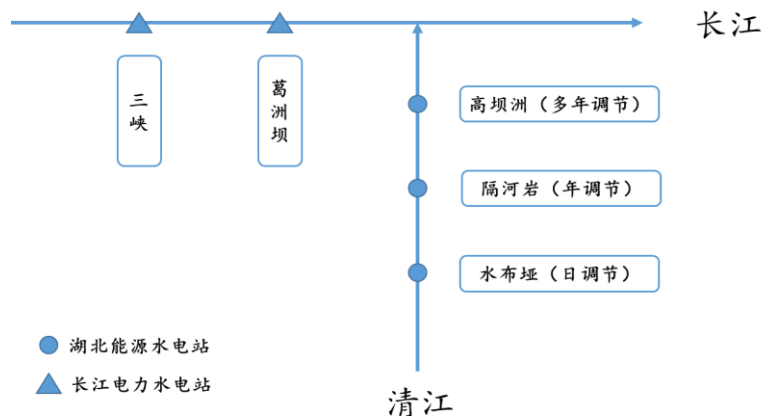 长江
三峡
葛洲坝
高坝洲（多年调节）
隔河岩（年调节）
水布垭（日调节）
湖北能源水电站
长江电力水电站
清江